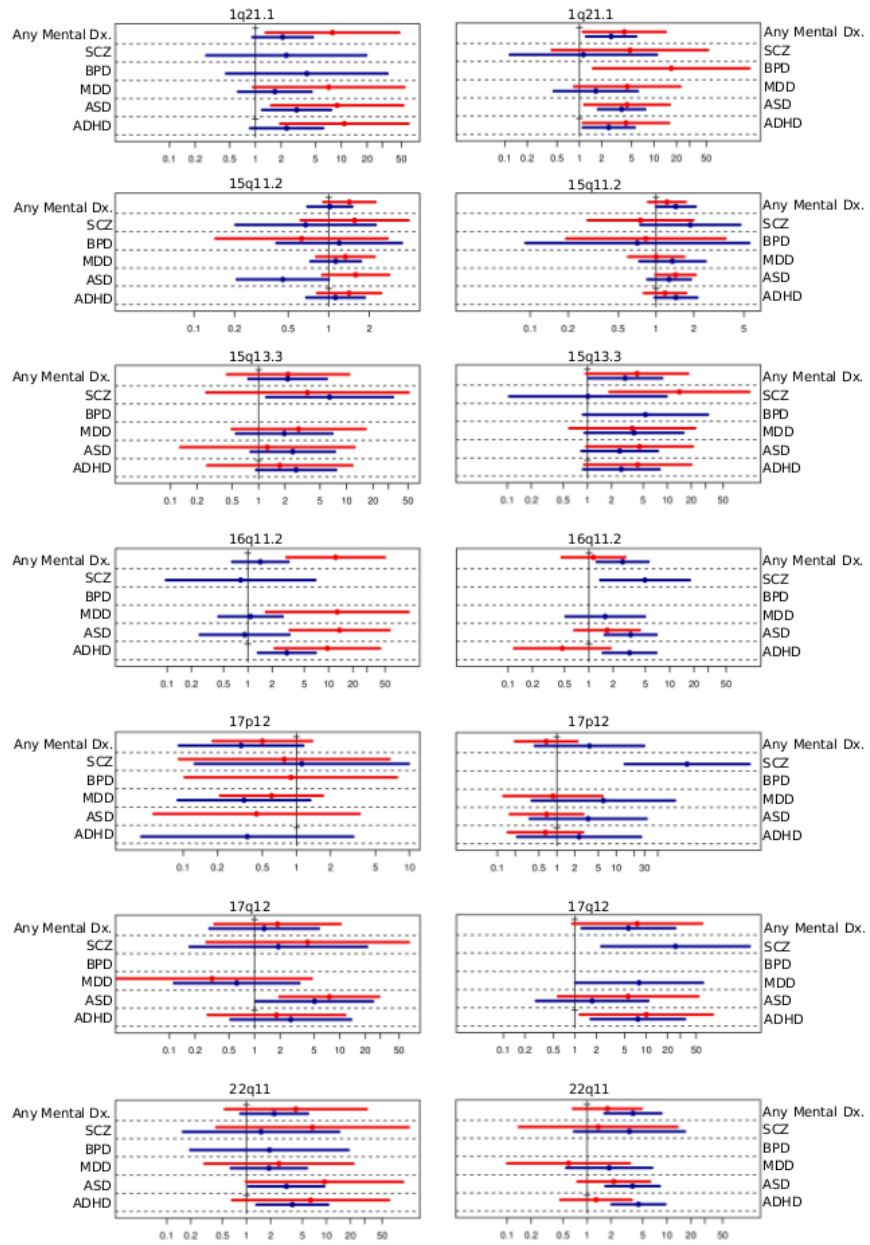 1q21.1 1q21.1
Any Mental Dx. Any Mental Dx.
SCZ SCZ
BPD BPD
MDD MDD
ASD ASD
ADHD ADHD
0.1 0.2 0.5 1 2 5 10 20 50 0.1 0.2 0.5 1 2 5 10 20 50
15q11.2 15q11.2
Any Mental Dx. Any Mental Dx.
SCZ SCZ
BPD BPD
MDD MDD
ASD ASD
ADHD ADHD
0.1 0.2 0.5 1 2 0.1 0.2 0.5 1 2 5
15q13.3 15q13.3
Any Mental Dx. Any Mental Dx.
SCZ SCZ
BPD BPD
MDD MDD
ASD ASD
ADHD ADHD
0.1 0.2 0.5 1 2 5 10 20 50 0.1 0.2 0.5 1 2 5 10 20 50
16q11.2 16q11.2
Any Mental Dx. Any Mental Dx.
SCZ SCZ
BPD BPD
MDD MDD
ASD ASD
ADHD ADHD
0.1 0.2 0.5 1 2 5 10 20 50 0.1 0.2 0.5 1 2 5 10 20 50
17p12 17p12
Any Mental Dx. Any Mental Dx.
SCZ SCZ
BPD BPD
MDD MDD
ASD ASD
ADHD ADHD
0.1 0.5 1 5 10 0.1 0.5 1 2 5 10 30
17q12 17q12
Any Mental Dx. Any Mental Dx.
SCZ SCZ
BPD BPD
MDD MDD
ASD ASD
ADHD ADHD
0.1 0.2 0.5 1 2 5 10 20 50 0.1 0.2 0.5 1 2 5 10 20 50
22q11 22q11
Any Mental Dx. Any Mental Dx.
SCZ SCZ
BPD BPD
MDD MDD
ASD ASD
ADHD ADHD
0.1 0.2 0.5 1 2 5 10 20 50 0.1 0.2 0.5 1 2 5 10 20 50